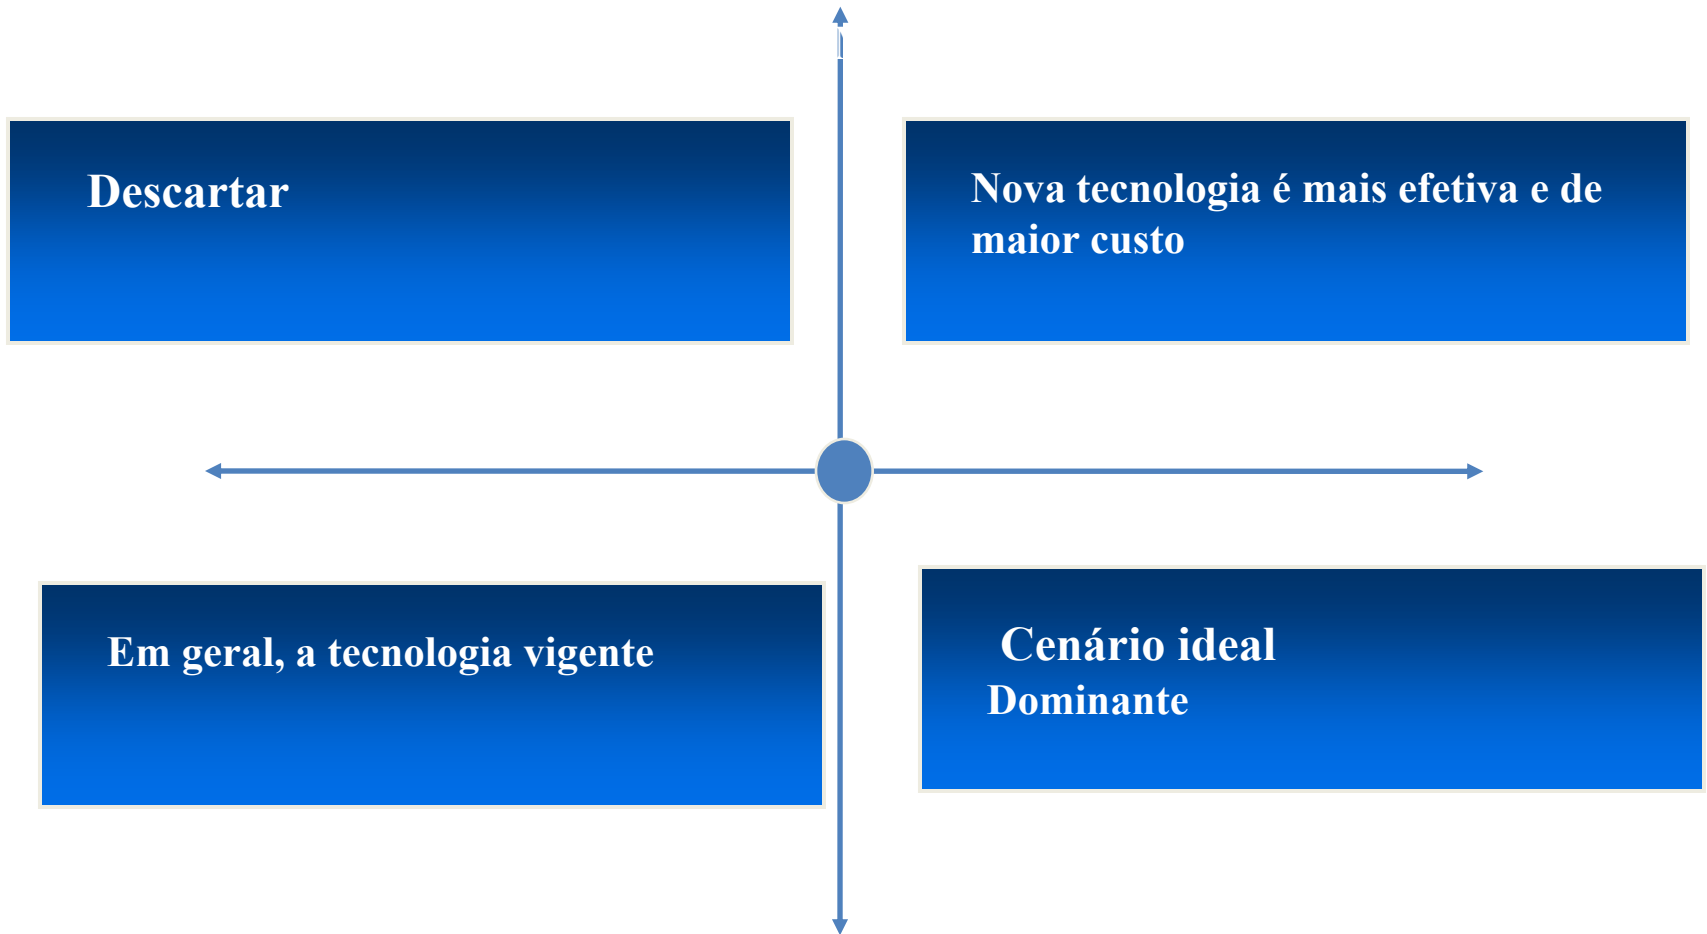 Descartar
Nova tecnologia é mais efetiva e de
maior custo
Em geral, a tecnologia vigente
Cenário ideal
Dominante